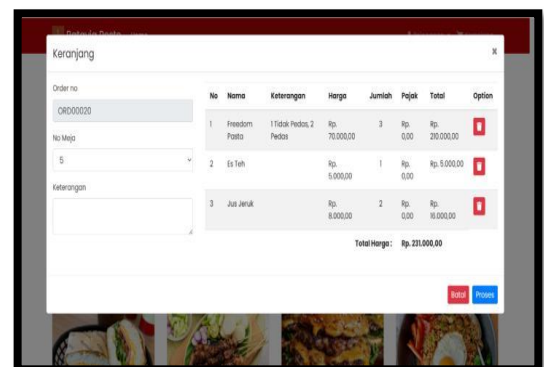 Keranjang ×
Order no
ORD00020
No Meja
5
Keterangan
No Nama Keterangan Harga Jumlah Pajak Total Option
1 Freedom Pasta 1 Tidak Pedas, 2 Pedas Rp. 70.000,00 3 Rp. 0,00 Rp. 210.000,00
2 Es Teh Rp. 5.000,00 1 Rp. 0,00 Rp. 5.000,00
3 Jus Jeruk Rp. 8.000,00 2 Rp. 0,00 Rp. 16.000,00
Total Harga : Rp. 231.000,00
Batal Proses